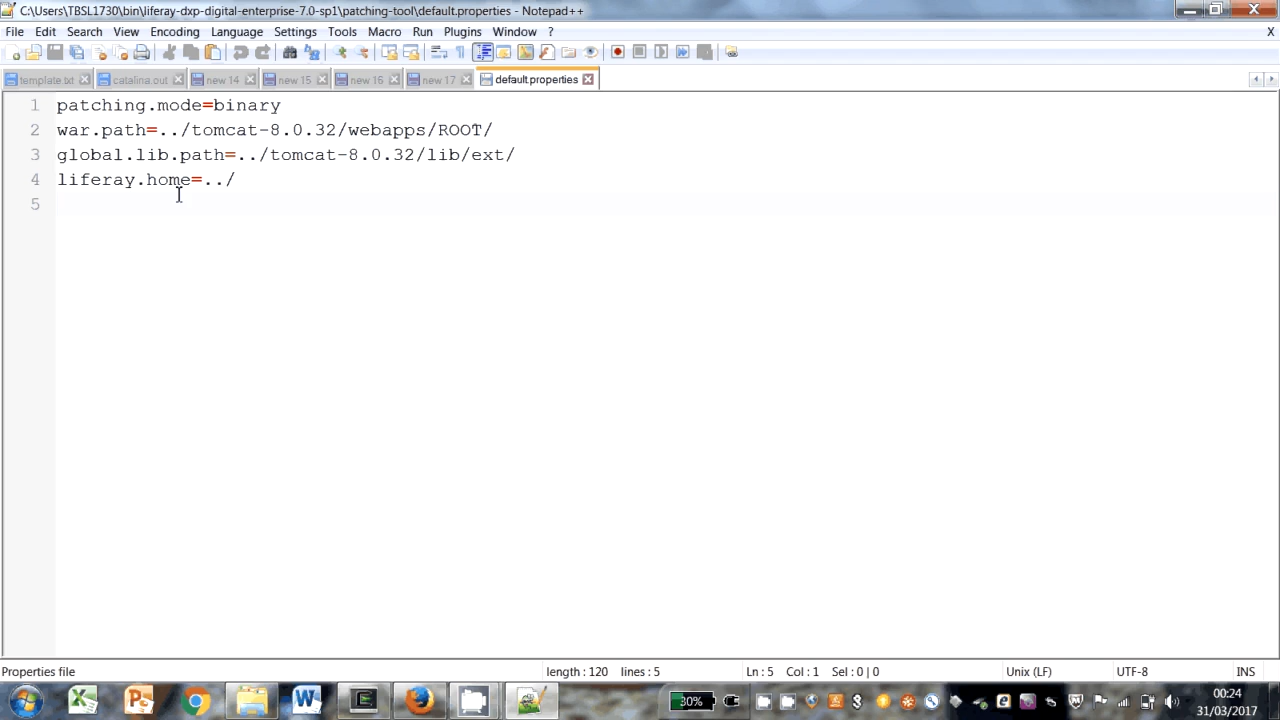 C:\Users\TBSL1730\bin\liferay-dxp-digital-enterprise-7.0-sp1\patching-tool\default.properties - Notepad++
File Edit Search View Encoding Language Settings Tools Macro Run Plugins Window ? X
template.txt catalina.out new 14 new 15 new 16 new 17 default.properties
1 patching.mode=binary
2 war.path=../tomcat-8.0.32/webapps/ROOT/
3 global.lib.path=../tomcat-8.0.32/lib/ext/
4 liferay.home=../
5
Properties file length : 120 lines : 5 Ln : 5 Col : 1 Sel : 0 | 0 Unix (LF) UTF-8 INS
30% 00:24
31/03/2017